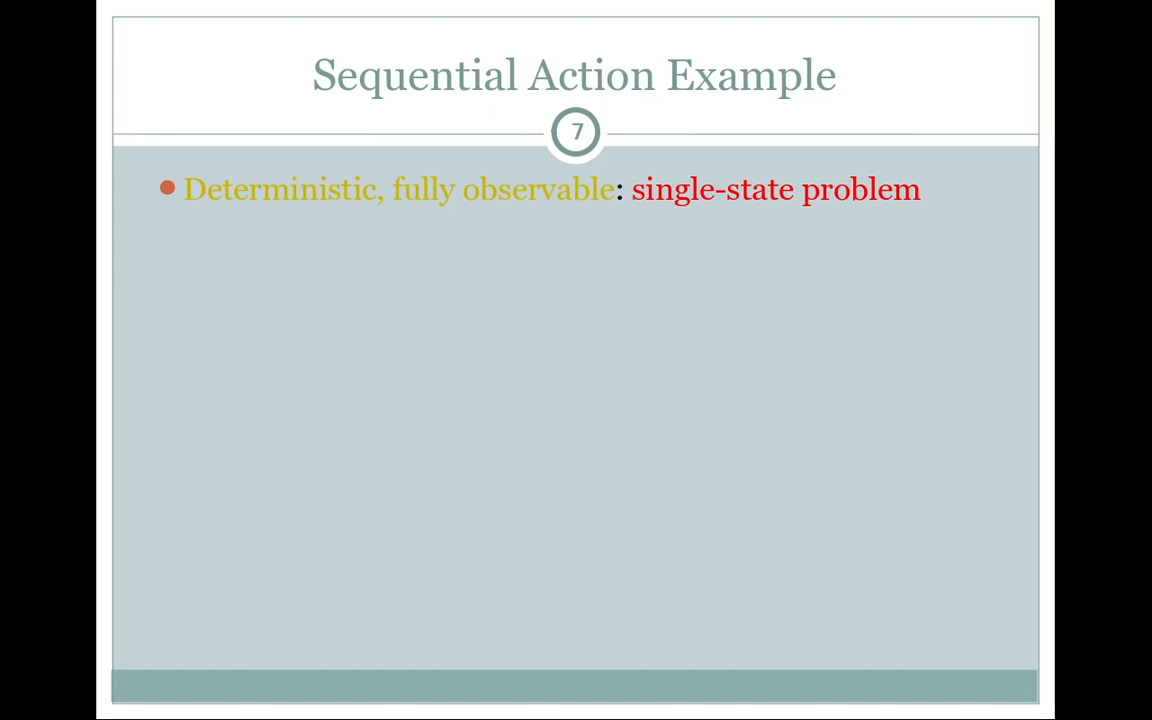 Sequential Action Example
7
Deterministic, fully observable: single-state problem